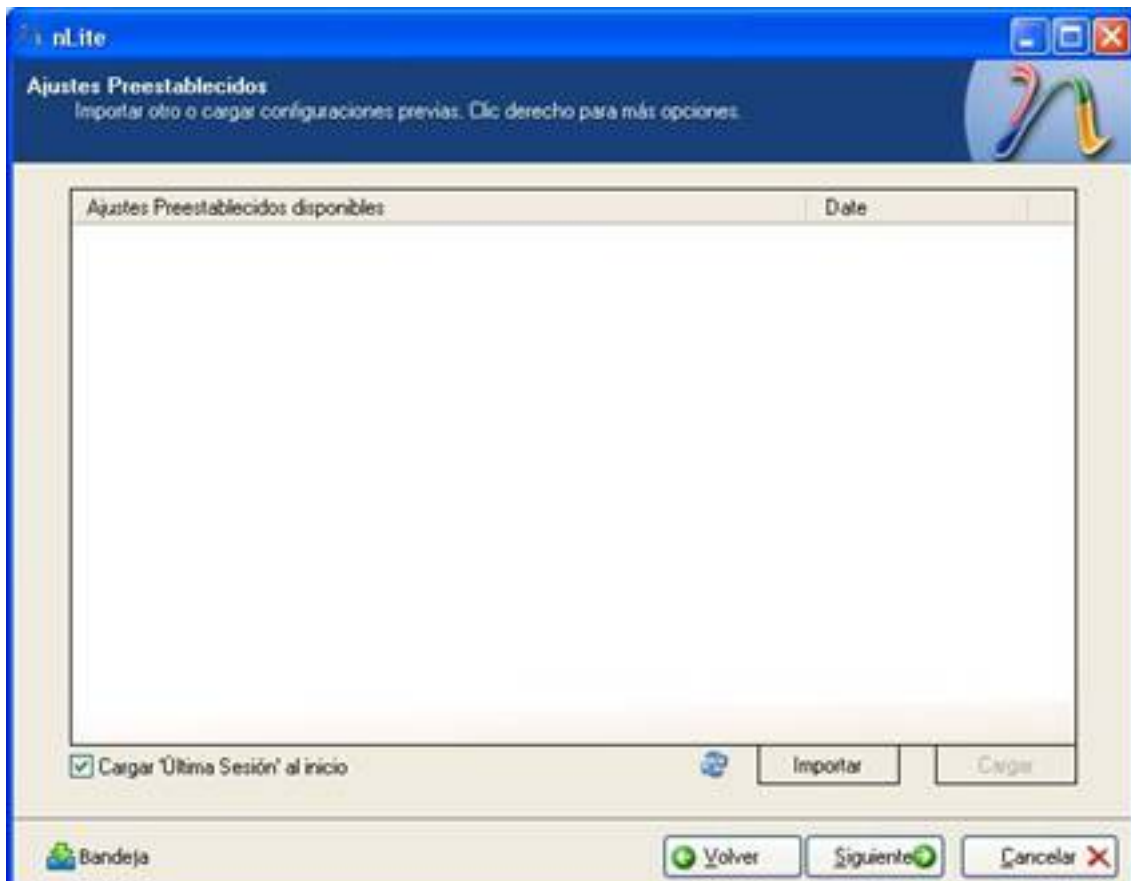 nLite
Ajustes Preestablecidos
Importar otro o cargar configuraciones previas. Clic derecho para más opciones.
Ajustes Preestablecidos disponibles Date
Cargar 'Última Sesión' al inicio Importar Cargar
Bandeja Volver Siguiente Cancelar